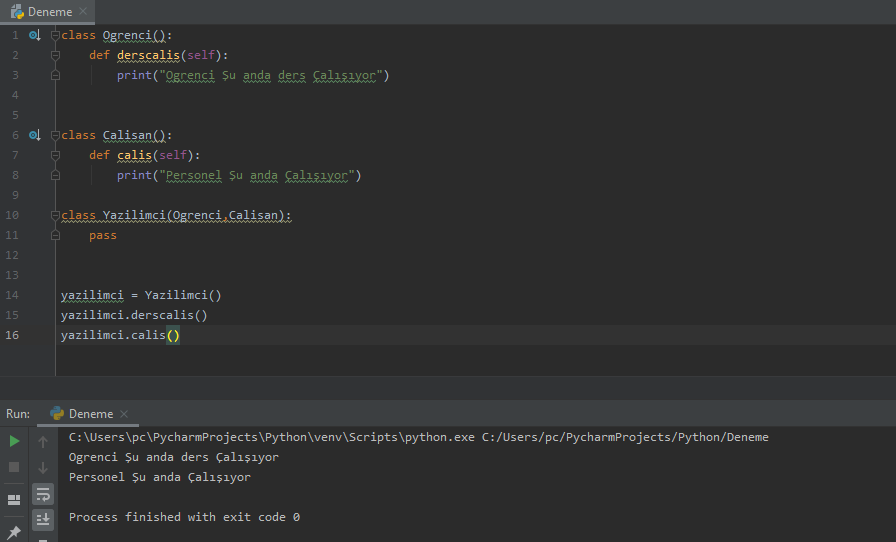 Deneme
1 class Ogrenci():
2     def derscalis(self):
3         print("Ogrenci Şu anda ders Çalışıyor")
4
5
6 class Calisan():
7     def calis(self):
8         print("Personel Şu anda Çalışıyor")
9
10 class Yazilimci(Ogrenci,Calisan):
11     pass
12
13
14 yazilimci = Yazilimci()
15 yazilimci.derscalis()
16 yazilimci.calis()
Run: Deneme
C:\Users\pc\PycharmProjects\Python\venv\Scripts\python.exe C:/Users/pc/PycharmProjects/Python/Deneme
Ogrenci Şu anda ders Çalışıyor
Personel Şu anda Çalışıyor
Process finished with exit code 0